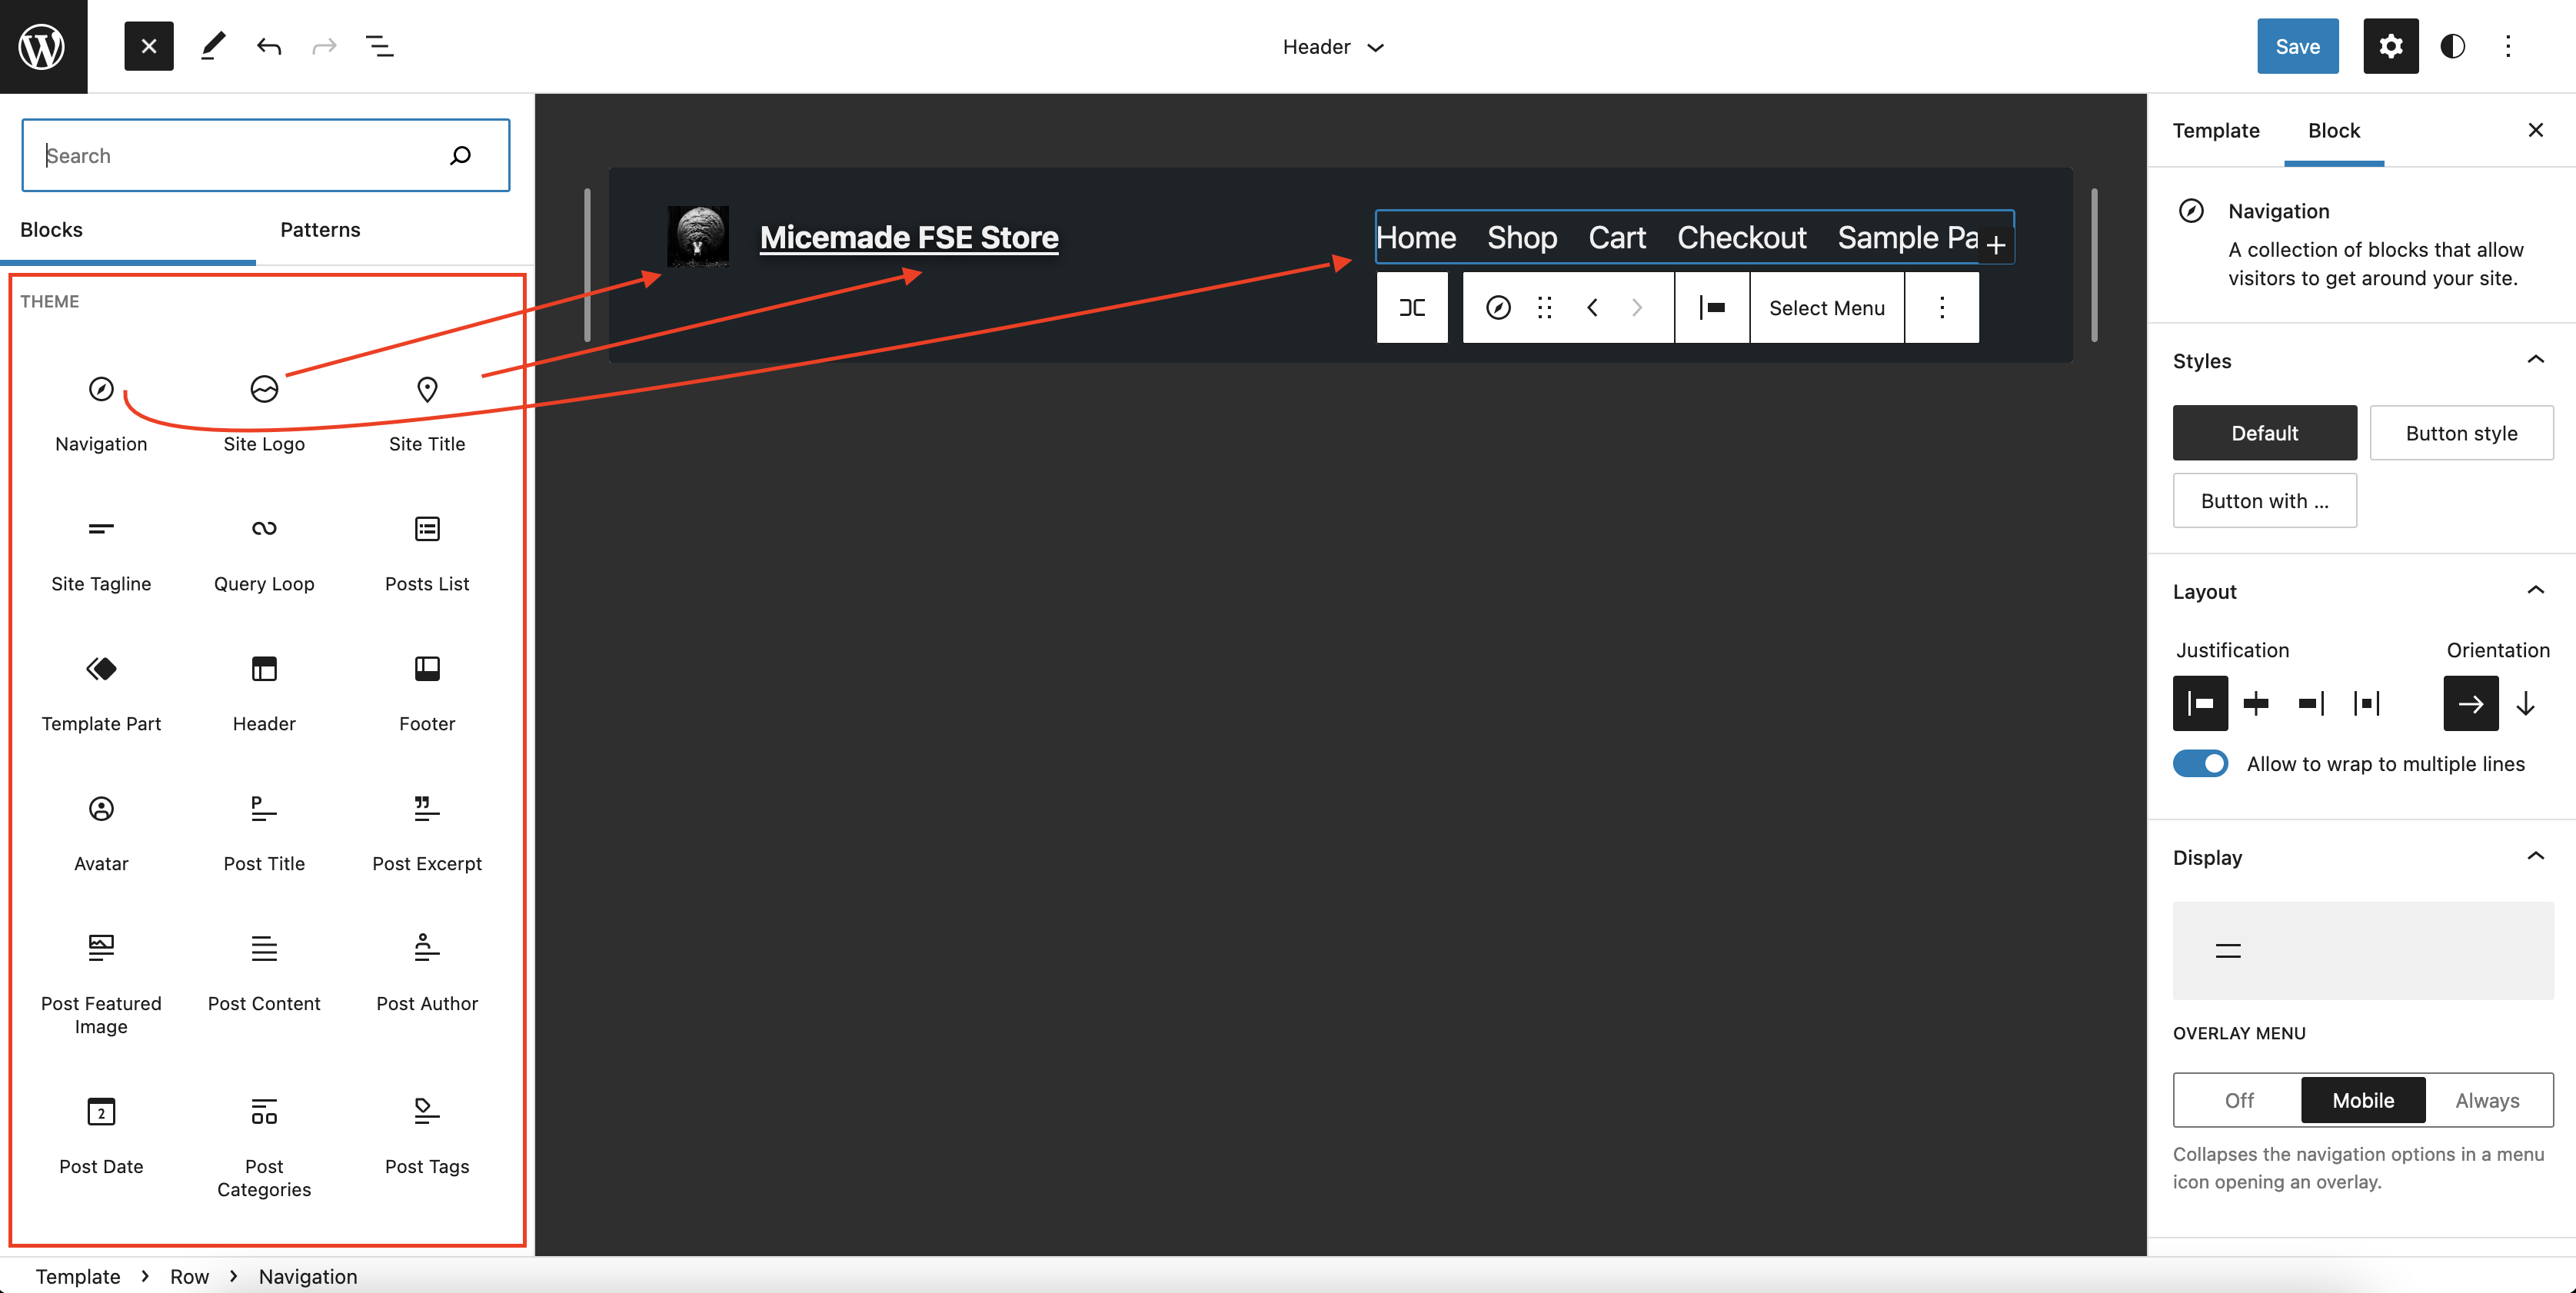 Header
Save
Search
Blocks
Patterns
THEME
Navigation
Site Logo
Site Title
Site Tagline
Query Loop
Posts List
Template Part
Header
Footer
Avatar
Post Title
Post Excerpt
Post Featured
Image
Post Content
Post Author
2
Post Date
Post
Categories
Post Tags
Micemade FSE Store
Home Shop Cart Checkout Sample Pa
Select Menu
Template
Block
Navigation
A collection of blocks that allow
visitors to get around your site.
Styles
Default
Button style
Button with ...
Layout
Justification
Orientation
Allow to wrap to multiple lines
Display
OVERLAY MENU
Off
Mobile
Always
Collapses the navigation options in a menu
icon opening an overlay.
Template > Row > Navigation